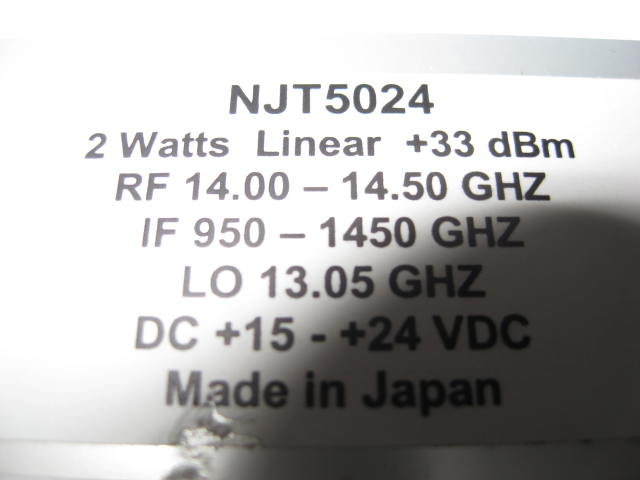 NJT5024
2 Watts Linear +33 dBm
RF 14.00 – 14.50 GHZ
IF 950 – 1450 GHZ
LO 13.05 GHZ
DC +15 - +24 VDC
Made in Japan